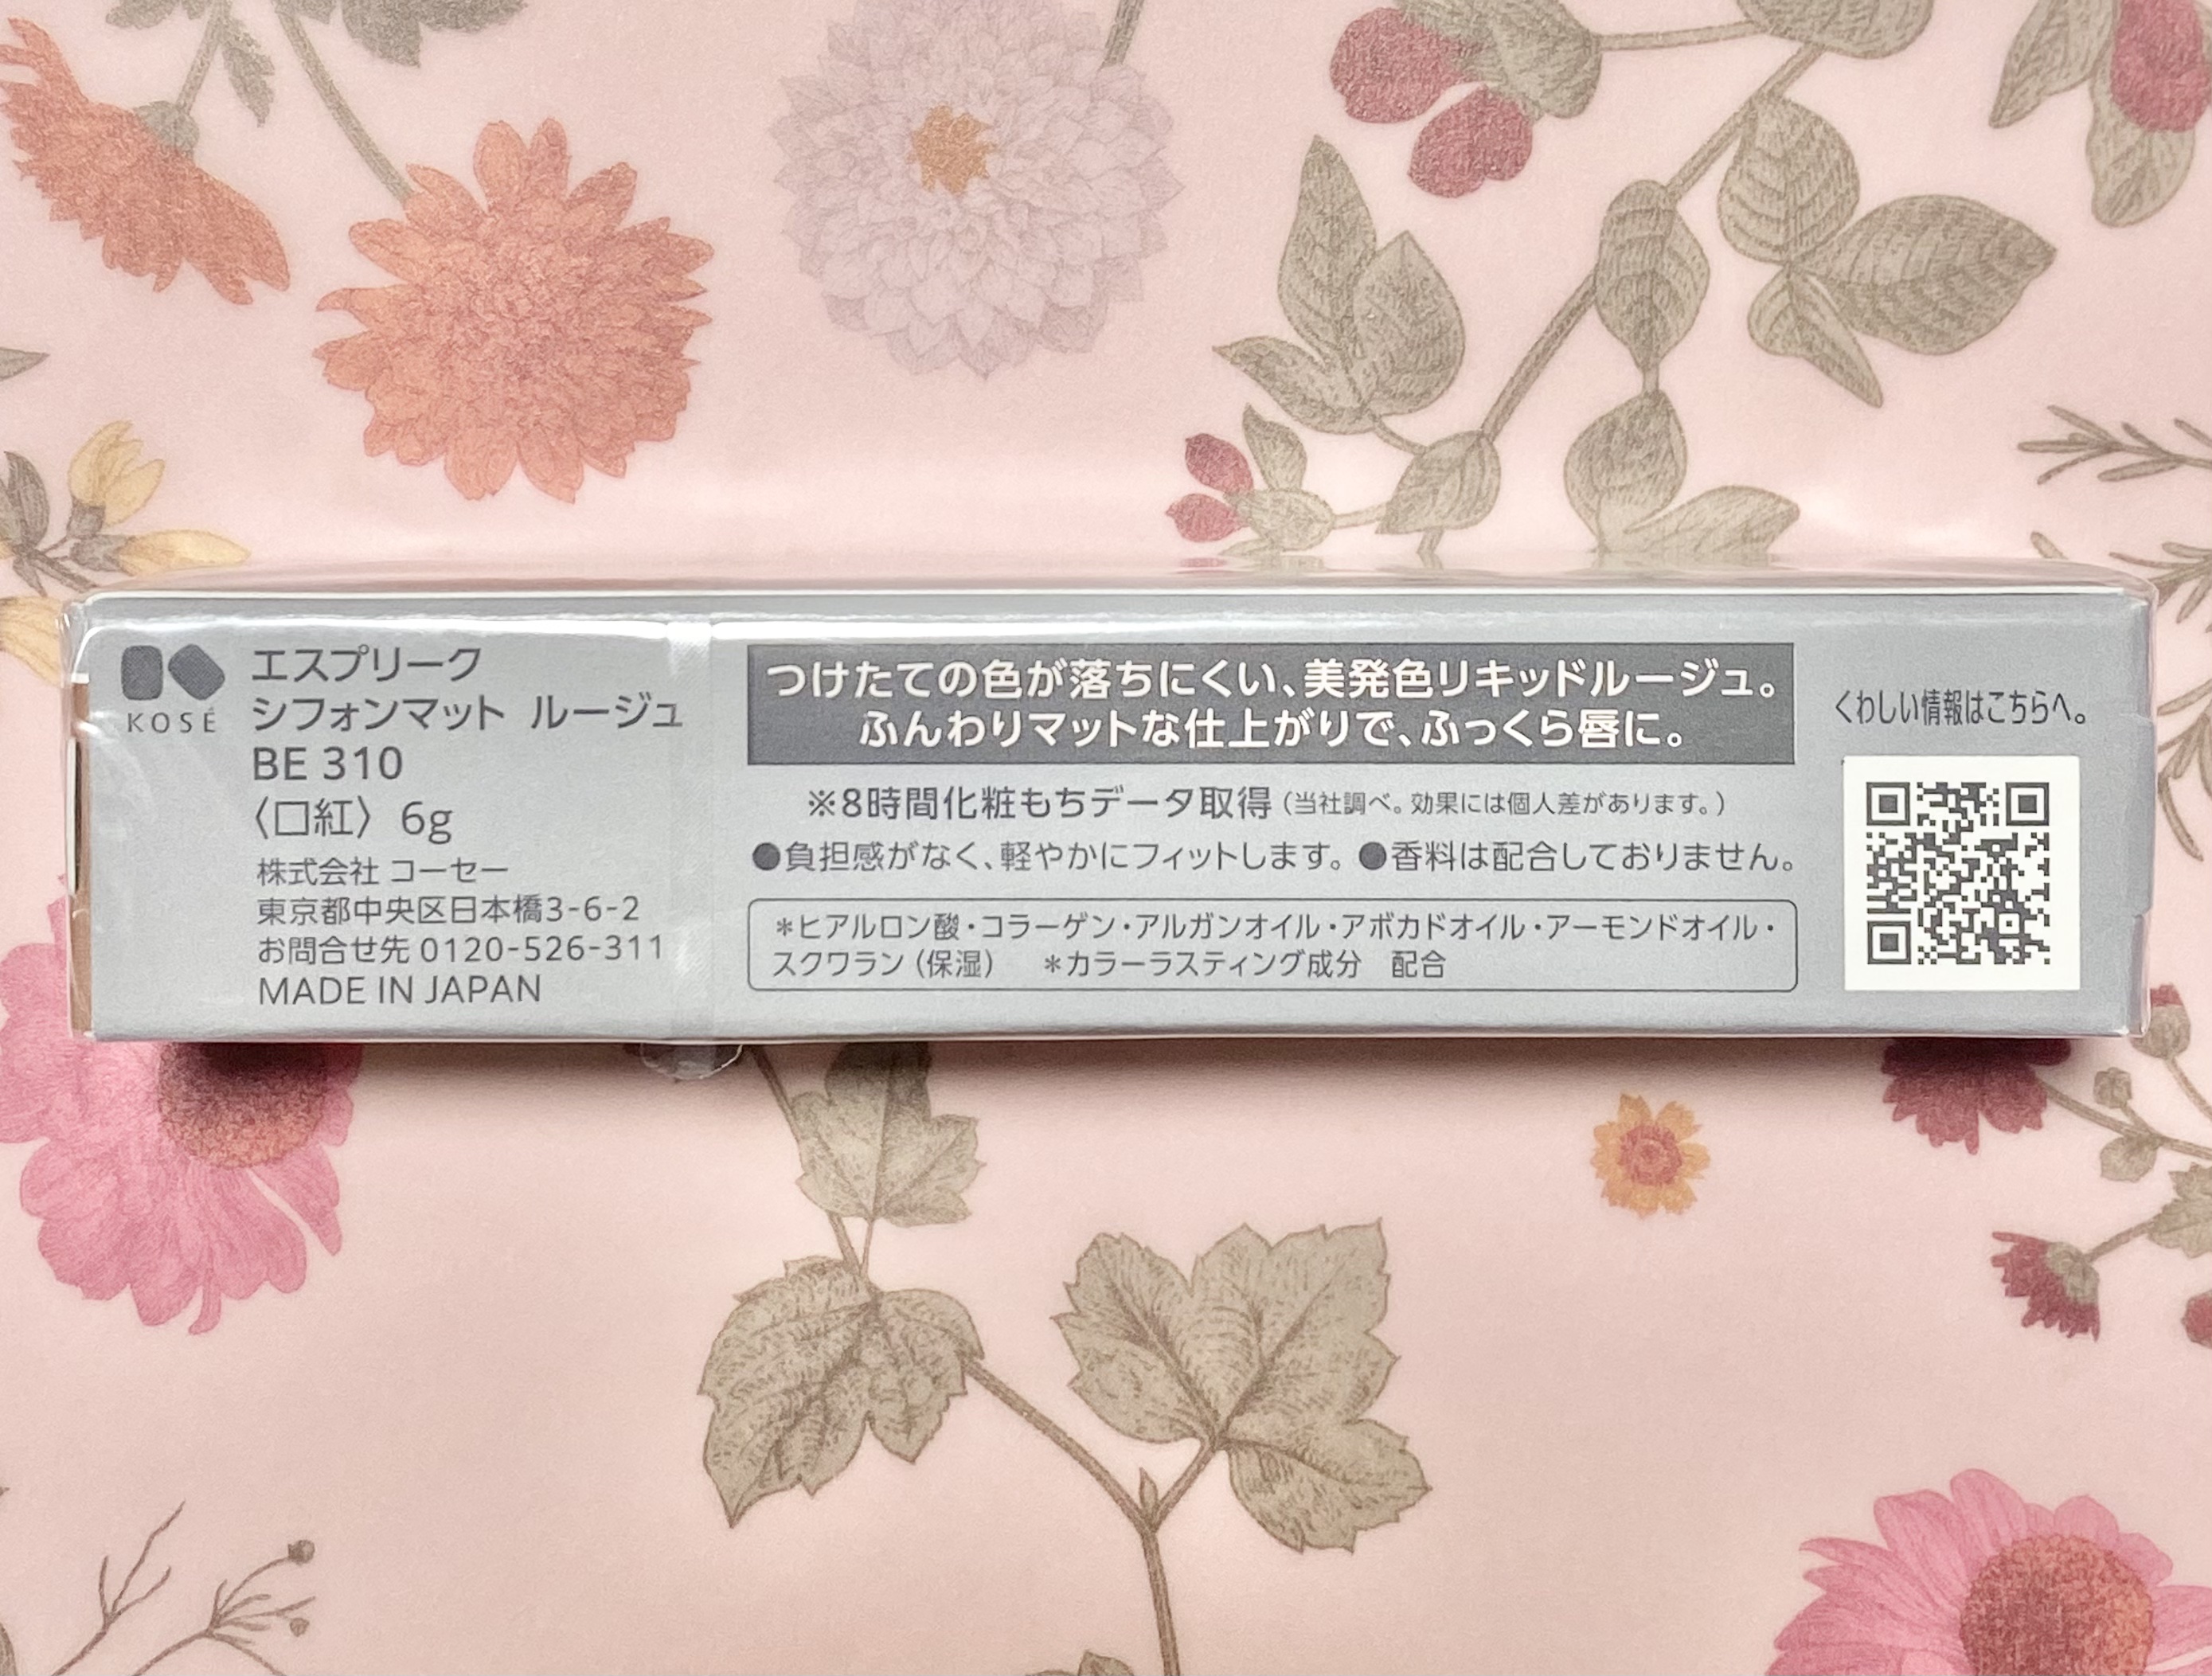 KOSÉ
エスプリーク
シフォンマット ルージュ
BE 310
〈口紅〉 6g
株式会社 コーセー
東京都中央区日本橋3-6-2
お問合せ先 0120-526-311
MADE IN JAPAN
つけたての色が落ちにくい、美発色リキッドルージュ。
ふんわりマットな仕上がりで、ふっくら唇に。
※8時間化粧もちデータ取得（当社調べ。効果には個人差があります。）
●負担感がなく、軽やかにフィットします。●香料は配合しておりません。
＊ヒアルロン酸・コラーゲン・アルガンオイル・アボカドオイル・アーモンドオイル・
スクワラン（保湿）　＊カラーラスティング成分　配合
くわしい情報はこちらへ。